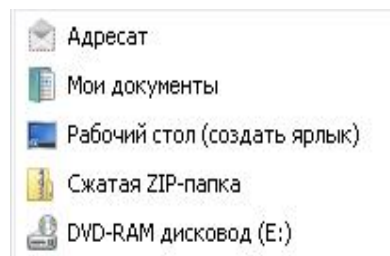 Адресат
Мои документы
Рабочий стол (создать ярлык)
Сжатая ZIP-папка
DVD-RAM дисковод (E:)